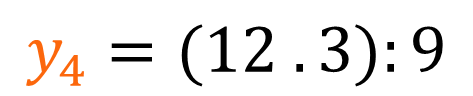 y₄ = (12 . 3): 9